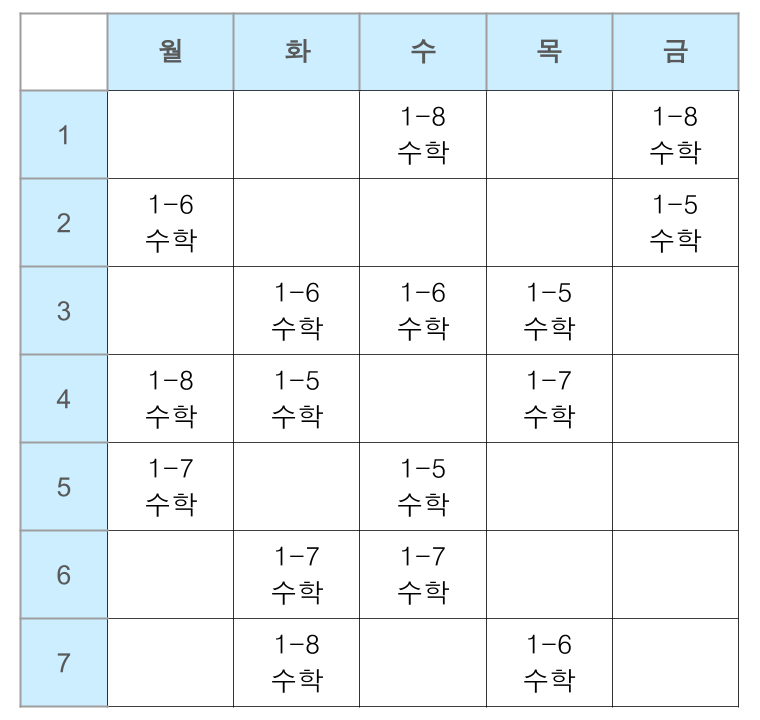 월 화 수 목 금
1 1-8 수학 1-8 수학
2 1-6 수학 1-5 수학
3 1-6 수학 1-6 수학 1-5 수학
4 1-8 수학 1-5 수학 1-7 수학
5 1-7 수학 1-5 수학
6 1-7 수학 1-7 수학
7 1-8 수학 1-6 수학